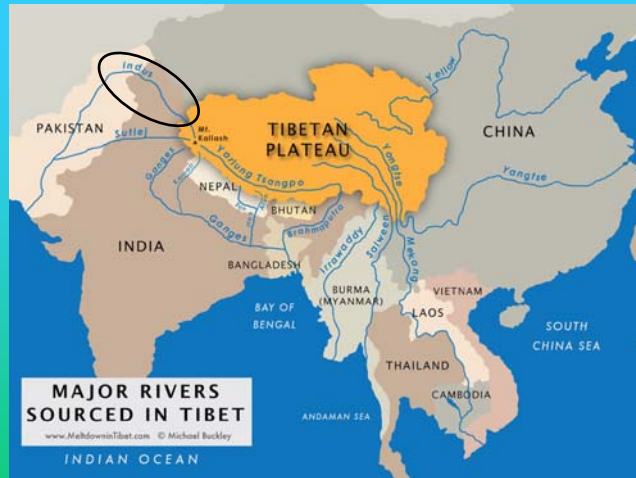 Indus
Yellow
PAKISTAN
Sutlej
Mt.
Kailash
TIBETAN
PLATEAU
CHINA
Yarlung Tsangpo
Yangtse
Yangtse
Ganges
NEPAL
BHUTAN
Brahmaputra
Ganges
Irrawaddy
Salween
Mekong
INDIA
BANGLADESH
BURMA
(MYANMAR)
VIETNAM
LAOS
BAY OF
BENGAL
SOUTH
CHINA SEA
THAILAND
CAMBODIA
MAJOR RIVERS
SOURCED IN TIBET
www.MeltdowninTibet.com © Michael Buckley
ANDAMAN SEA
INDIAN OCEAN